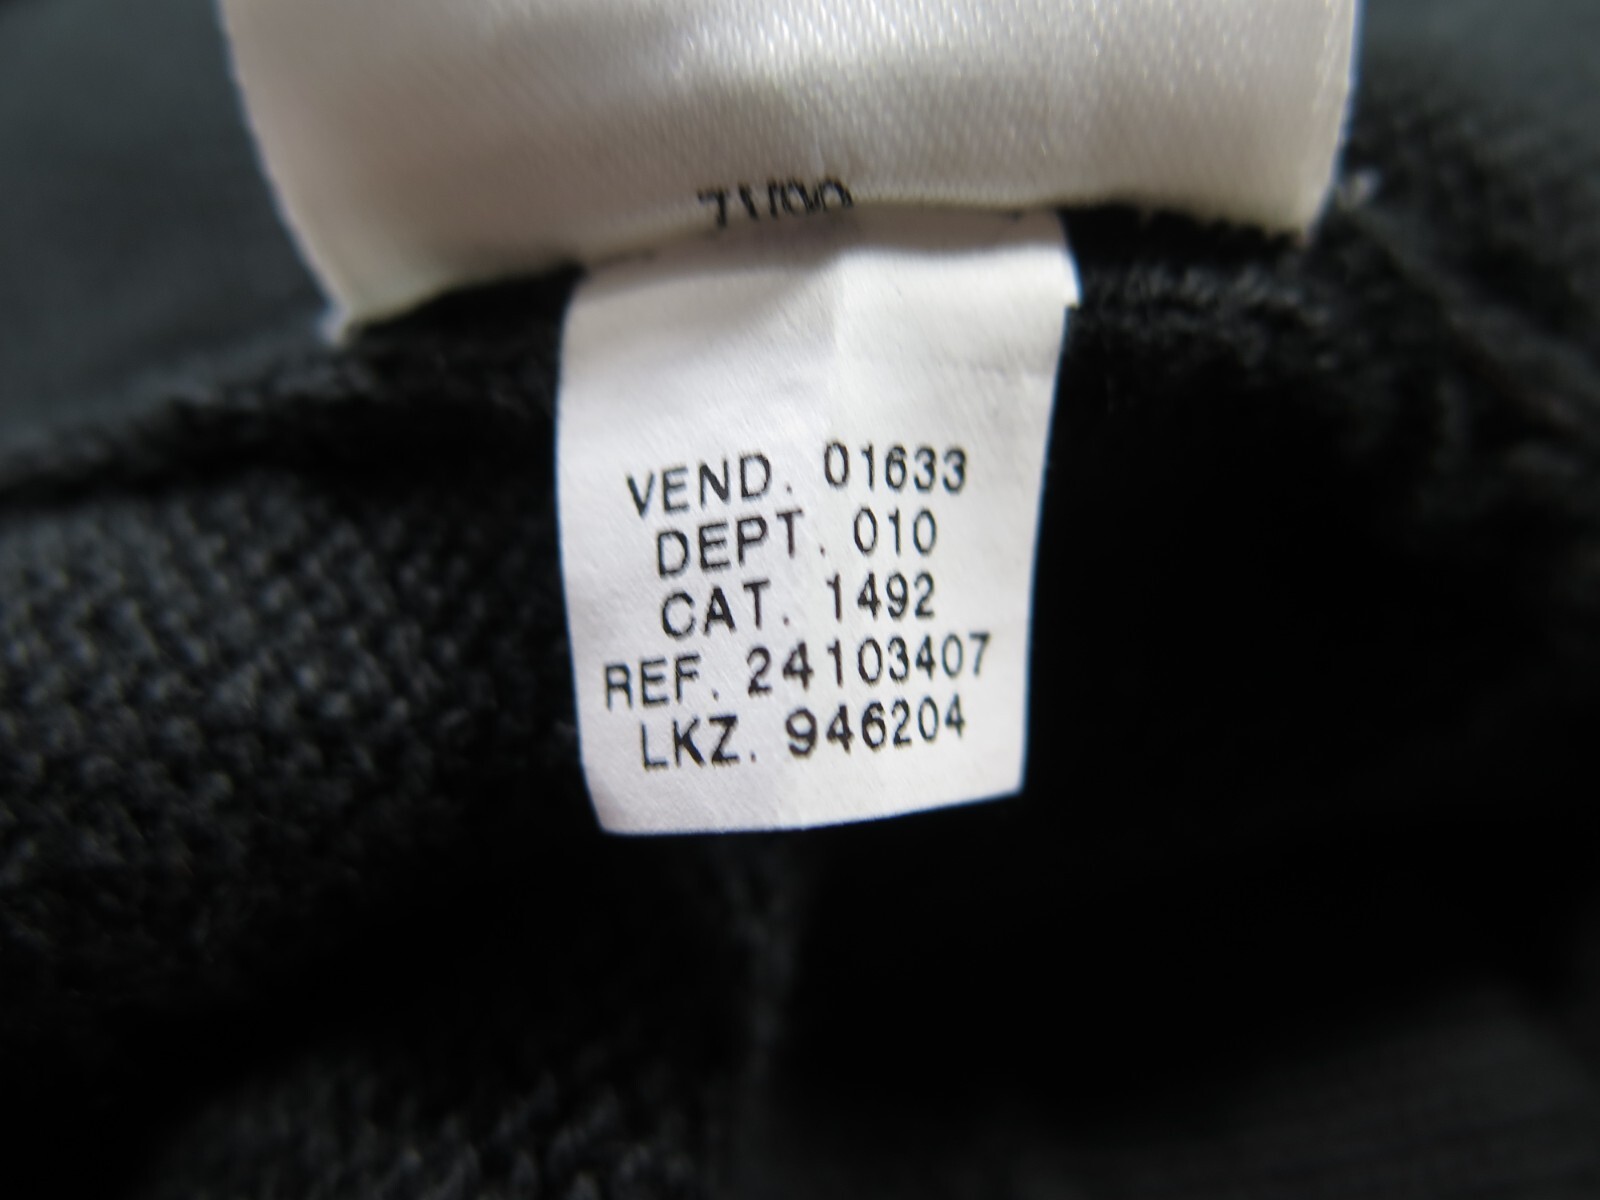 VEND. 01633
DEPT. 010
CAT. 1492
REF. 24103407
LKZ. 946204